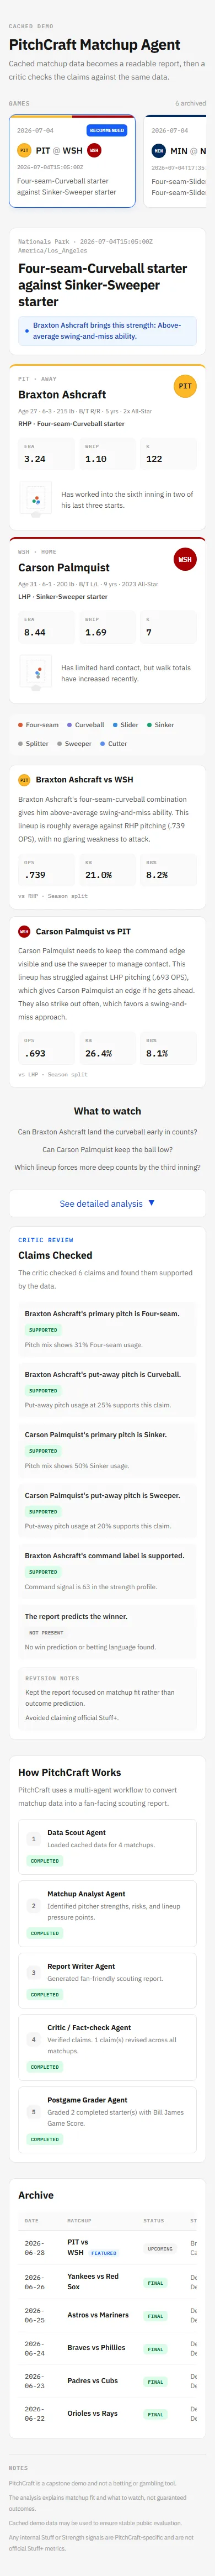 CACHED DEMO
PitchCraft Matchup Agent
Cached matchup data becomes a readable report, then a
critic checks the claims against the same data.
GAMES
6 archived
2026-07-04
RECOMMENDED
PIT
PIT @ WSH
WSH
2026-07-04T15:05:00Z
Four-seam-Curveball starter
against Sinker-Sweeper starter
2026-07-04
MIN
MIN @ N
2026-07-04T17:35:
Four-seam-Slide
Four-seam-Slide
Nationals Park · 2026-07-04T15:05:00Z
America/Los_Angeles
Four-seam-Curveball starter
against Sinker-Sweeper
starter
Braxton Ashcraft brings this strength: Above-
average swing-and-miss ability.
PIT · AWAY
Braxton Ashcraft
PIT
Age 27 · 6-3 · 215 lb · B/T R/R · 5 yrs · 2x All-Star
RHP · Four-seam-Curveball starter
ERA
3.24
WHIP
1.10
K
122
Has worked into the sixth inning in two of
his last three starts.
WSH · HOME
Carson Palmquist
WSH
Age 31 · 6-1 · 200 lb · B/T L/L · 9 yrs · 2023 All-Star
LHP · Sinker-Sweeper starter
ERA
8.44
WHIP
1.69
K
7
Has limited hard contact, but walk totals
have increased recently.
Four-seam
Curveball
Slider
Sinker
Splitter
Sweeper
Cutter
PIT
Braxton Ashcraft vs WSH
Braxton Ashcraft's four-seam-curveball combination
gives him above-average swing-and-miss ability. This
lineup is roughly average against RHP pitching (.739
OPS), with no glaring weakness to attack.
OPS
.739
K%
21.0%
BB%
8.2%
vs RHP · Season split
WSH
Carson Palmquist vs PIT
Carson Palmquist needs to keep the command edge
visible and use the sweeper to manage contact. This
lineup has struggled against LHP pitching (.693 OPS),
which gives Carson Palmquist an edge if he gets ahead.
They also strike out often, which favors a swing-and-
miss approach.
OPS
.693
K%
26.4%
BB%
8.1%
vs LHP · Season split
What to watch
Can Braxton Ashcraft land the curveball early in counts?
Can Carson Palmquist keep the ball low?
Which lineup forces more deep counts by the third inning?
See detailed analysis ▼
CRITIC REVIEW
Claims Checked
The critic checked 6 claims and found them supported
by the data.
Braxton Ashcraft's primary pitch is Four-seam.
SUPPORTED
Pitch mix shows 31% Four-seam usage.
Braxton Ashcraft's put-away pitch is Curveball.
SUPPORTED
Put-away pitch usage at 25% supports this claim.
Carson Palmquist's primary pitch is Sinker.
SUPPORTED
Pitch mix shows 50% Sinker usage.
Carson Palmquist's put-away pitch is Sweeper.
SUPPORTED
Put-away pitch usage at 20% supports this claim.
Braxton Ashcraft's command label is supported.
SUPPORTED
Command signal is 63 in the strength profile.
The report predicts the winner.
NOT PRESENT
No win prediction or betting language found.
REVISION NOTES
Kept the report focused on matchup fit rather than
outcome prediction.
Avoided claiming official Stuff+.
How PitchCraft Works
PitchCraft uses a multi-agent workflow to convert
matchup data into a fan-facing scouting report.
1
Data Scout Agent
Loaded cached data for 4 matchups.
COMPLETED
2
Matchup Analyst Agent
Identified pitcher strengths, risks, and lineup
pressure points.
COMPLETED
3
Report Writer Agent
Generated fan-friendly scouting report.
COMPLETED
4
Critic / Fact-check Agent
Verified claims. 1 claim(s) revised across all
matchups.
COMPLETED
5
Postgame Grader Agent
Graded 2 completed starter(s) with Bill James
Game Score.
COMPLETED
Archive
DATE
MATCHUP
STATUS
ST
2026-
06-28
PIT vs
WSH
FEATURED
UPCOMING
Br
Ca
2026-
06-26
Yankees vs Red
Sox
FINAL
De
De
2026-
06-25
Astros vs Mariners
FINAL
De
De
2026-
06-24
Braves vs Phillies
FINAL
De
De
2026-
06-23
Padres vs Cubs
FINAL
De
De
2026-
06-22
Orioles vs Rays
FINAL
De
De
NOTES
PitchCraft is a capstone demo and not a betting or gambling tool.
The analysis explains matchup fit and what to watch, not guaranteed
outcomes.
Cached demo data may be used to ensure stable public evaluation.
Any internal Stuff or Strength signals are PitchCraft-specific and are not
official Stuff+ metrics.